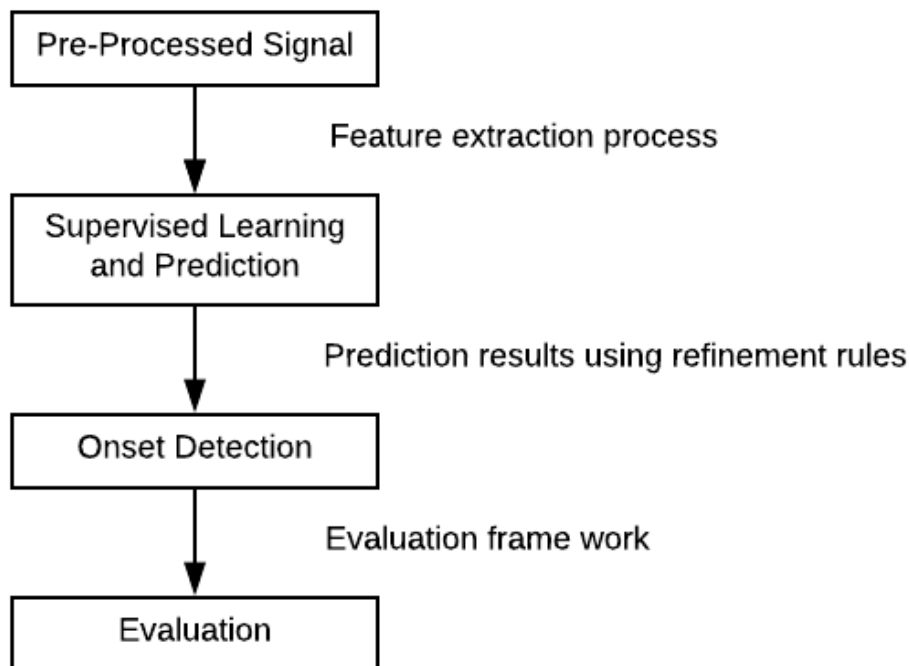 Pre-Processed Signal
Feature extraction process
Supervised Learning
and Prediction
Prediction results using refinement rules
Onset Detection
Evaluation frame work
Evaluation